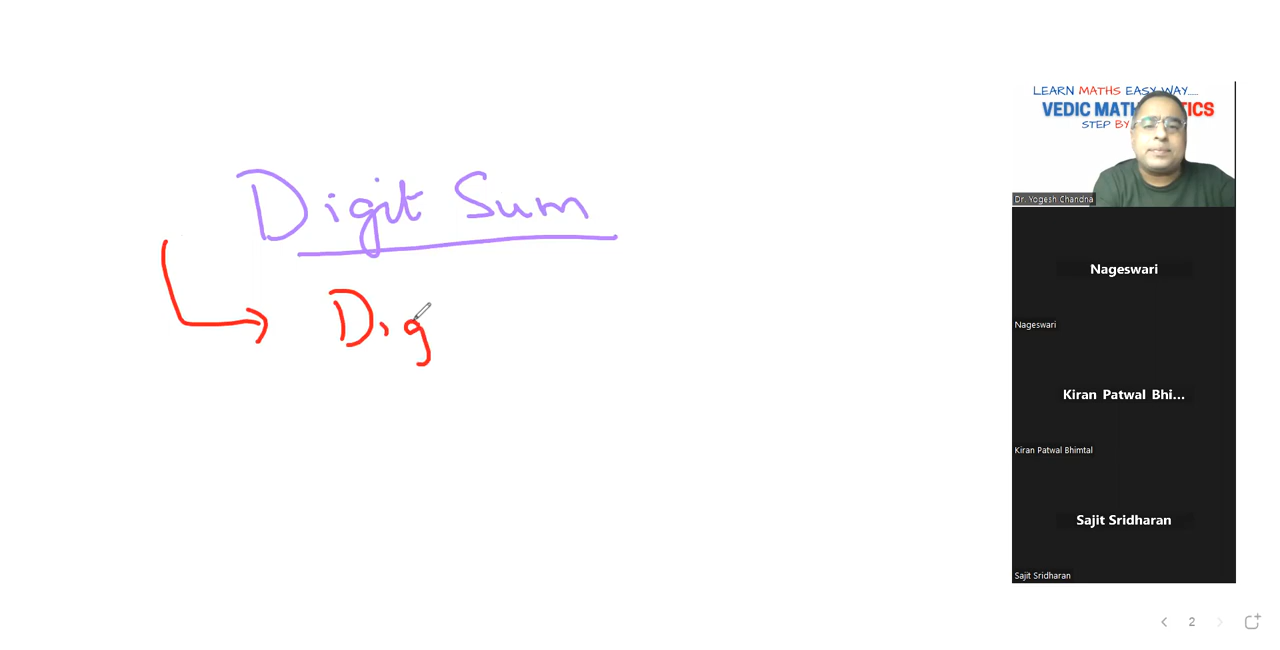 Digit Sum
Dig
LEARN MATHS EASY WAY.....
VEDIC MATH TICS
STEP BY
Dr. Yogesh Chandna
Nageswari
Nageswari
Kiran Patwal Bhi...
Kiran Patwal Bhimtal
Sajit Sridharan
Sajit Sridharan
2